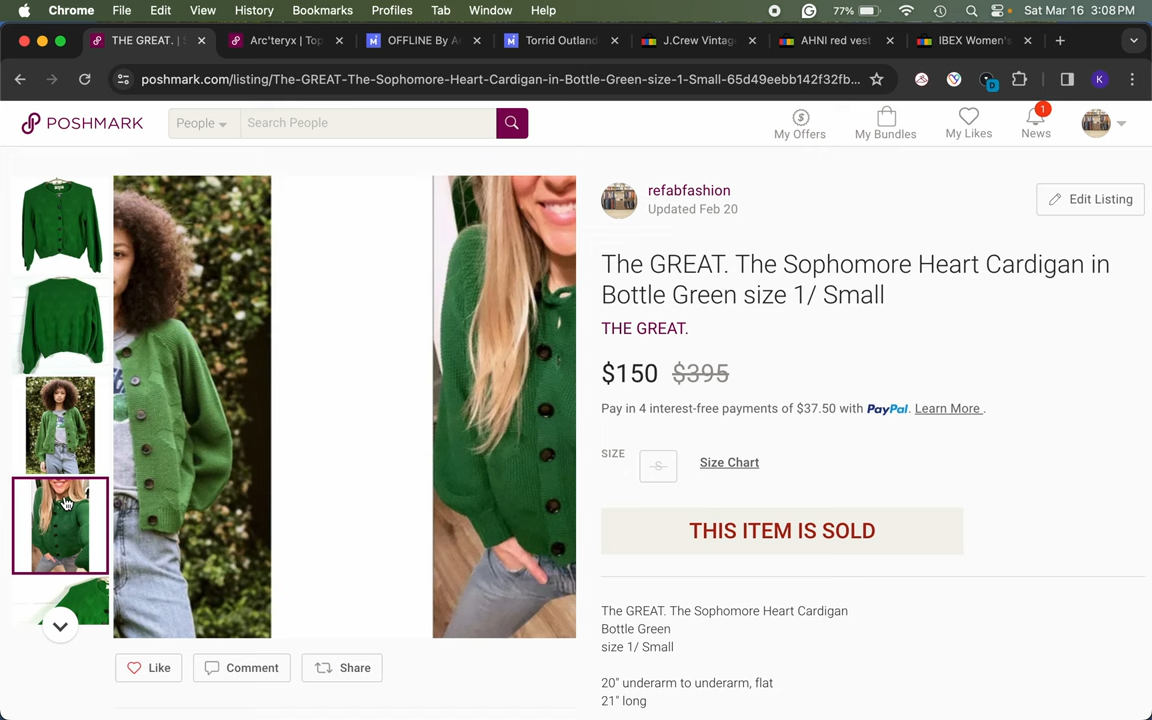 Chrome File Edit View History Bookmarks Profiles Tab Window Help 77% Sat Mar 16 3:08 PM
THE GREAT. | Arc'teryx | Top OFFLINE By A Torrid Outland J.Crew Vintag AHNI red vest IBEX Women's
poshmark.com/listing/The-GREAT-The-Sophomore-Heart-Cardigan-in-Bottle-Green-size-1-Small-65d49eebb142f32fb... K
POSHMARK People Search People My Offers My Bundles My Likes 1 News
refabfashion
Updated Feb 20
Edit Listing
The GREAT. The Sophomore Heart Cardigan in
Bottle Green size 1/ Small
THE GREAT.
$150 $395
Pay in 4 interest-free payments of $37.50 with PayPal. Learn More .
SIZE S Size Chart
THIS ITEM IS SOLD
The GREAT. The Sophomore Heart Cardigan
Bottle Green
size 1/ Small
20" underarm to underarm, flat
21" long
Like Comment Share